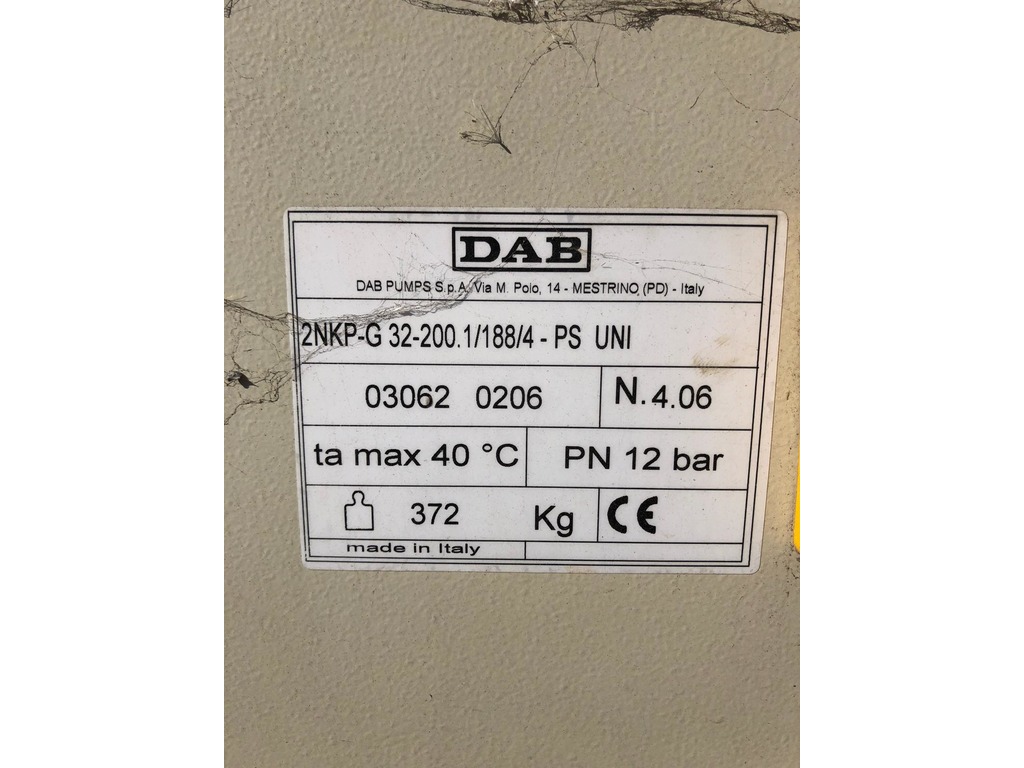 DAB
DAB PUMPS S.p.A. Via M. Polo, 14 - MESTRINO (PD) - Italy
2NKP-G 32-200.1/188/4 - PS UNI
03062 0206 N. 4.06
ta max 40 °C PN 12 bar
372 Kg CE
made in Italy